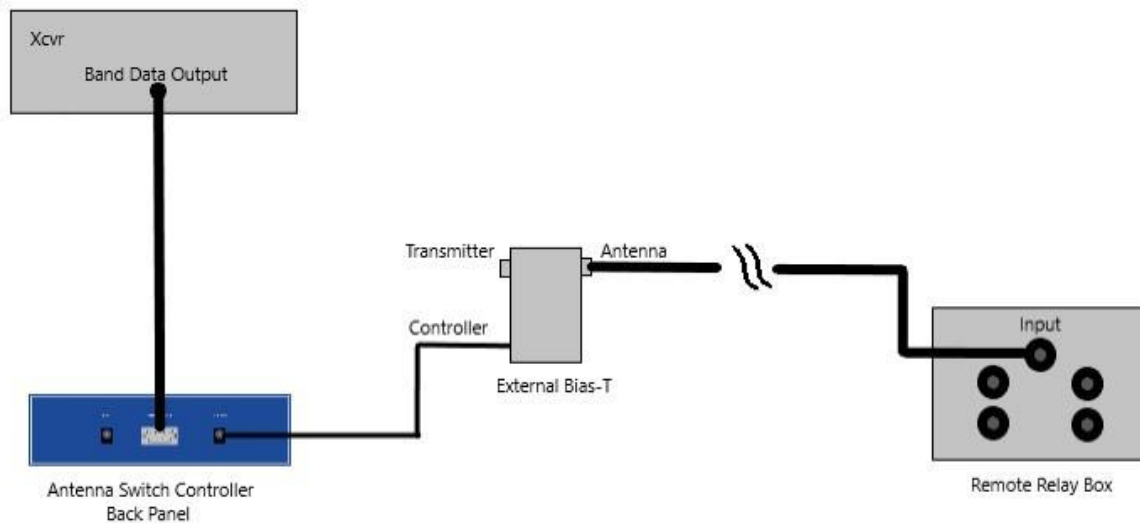 Xcvr
Band Data Output
Transmitter
Antenna
Controller
External Bias-T
Input
Antenna Switch Controller
Back Panel
Remote Relay Box